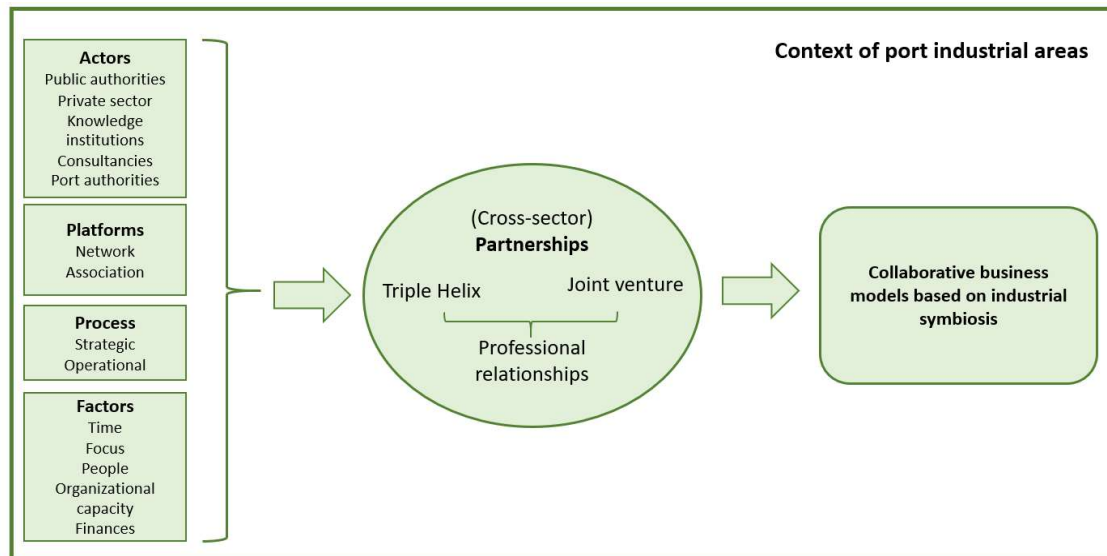 Context of port industrial areas
Actors
Public authorities
Private sector
Knowledge
institutions
Consultancies
Port authorities
Platforms
Network
Association
Process
Strategic
Operational
Factors
Time
Focus
People
Organizational
capacity
Finances
(Cross-sector)
Partnerships
Triple Helix
Joint venture
Professional
relationships
Collaborative business
models based on industrial
symbiosis